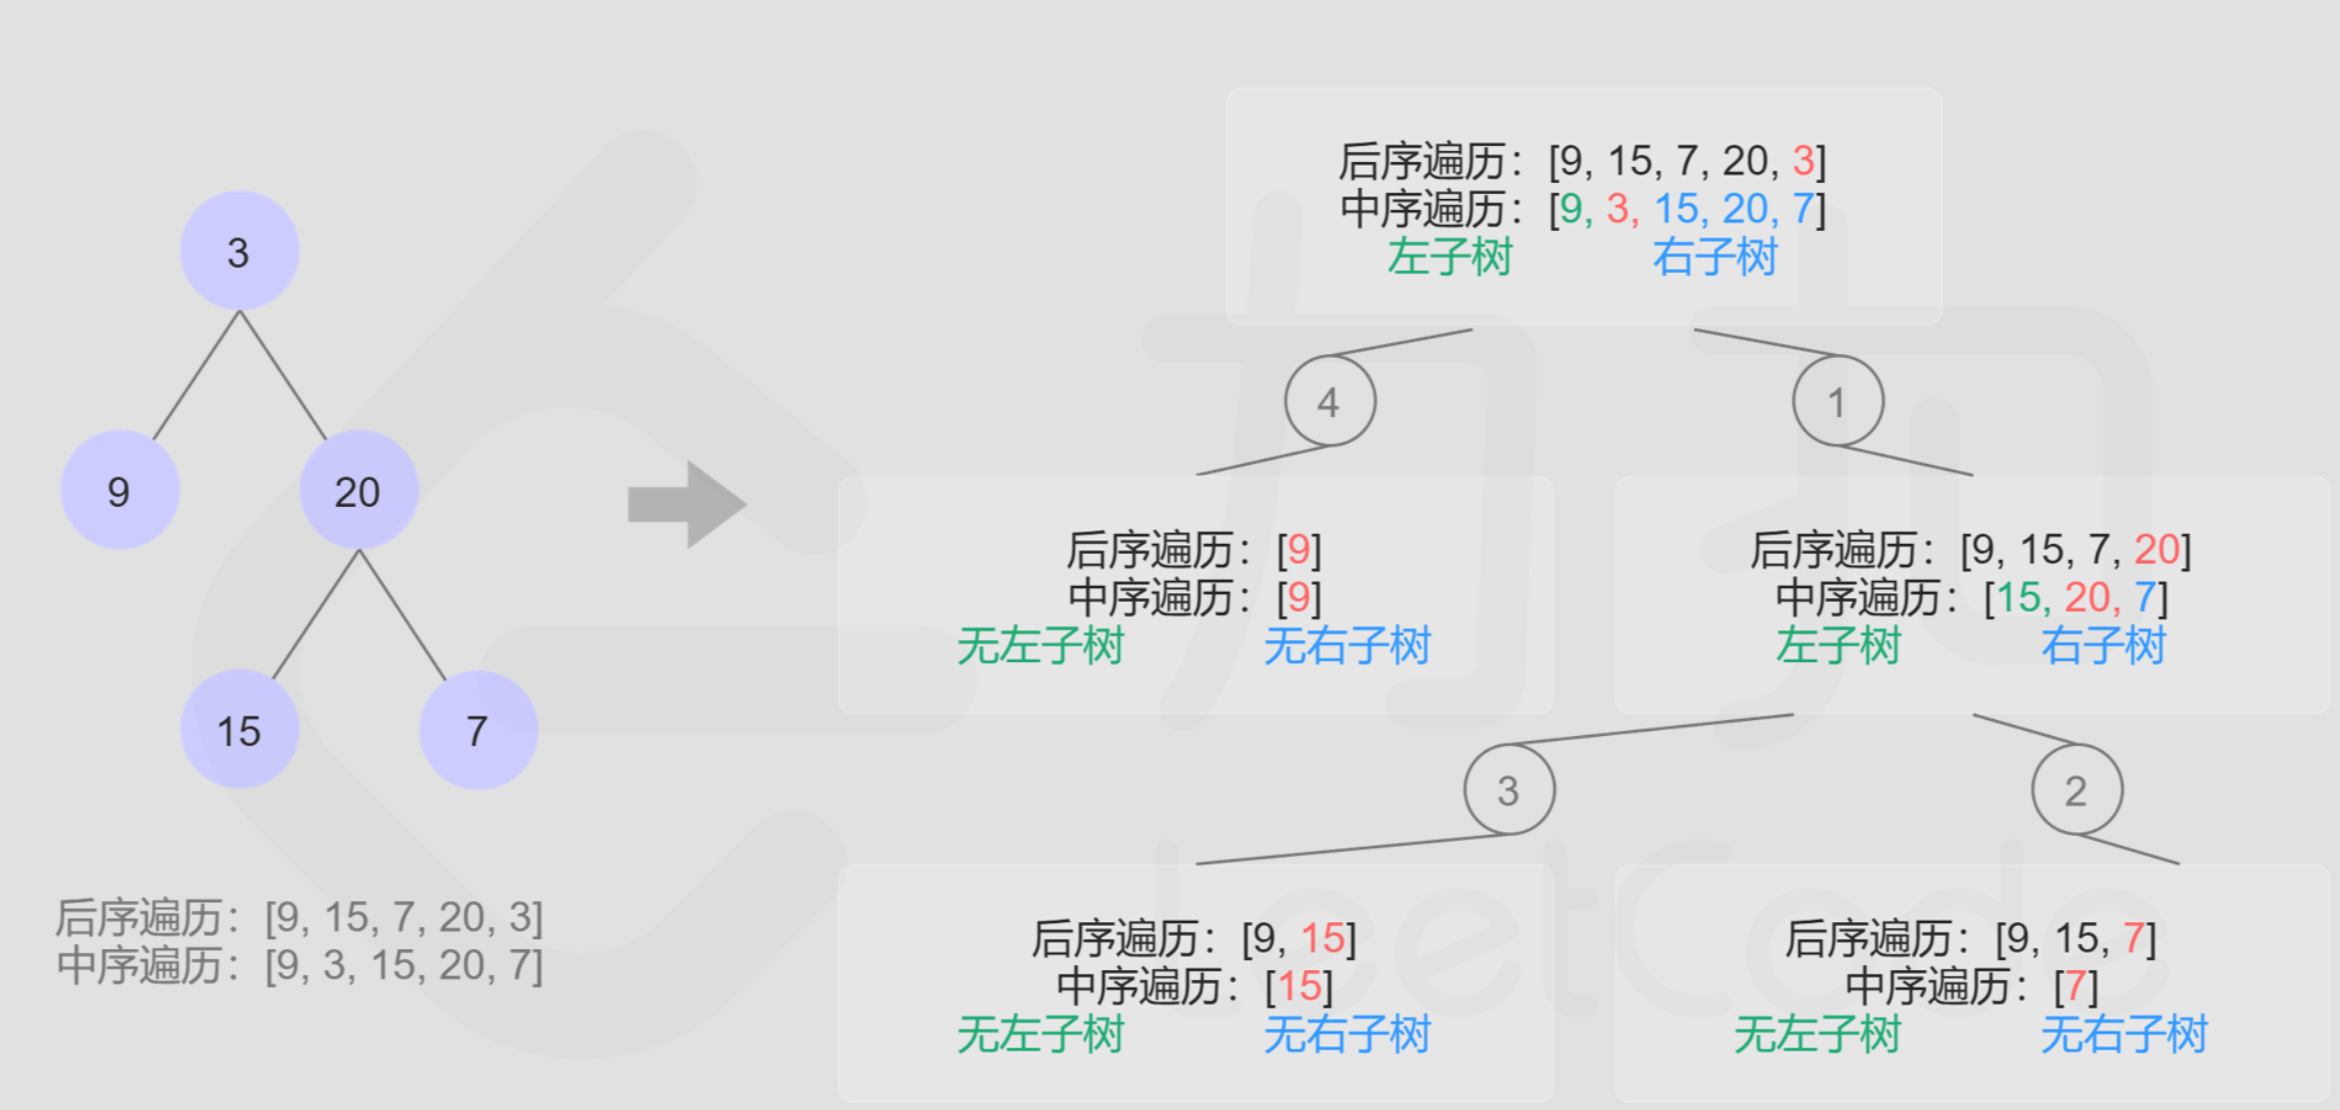 3
9
20
15
7
后序遍历：[9, 15, 7, 20, 3]
中序遍历：[9, 3, 15, 20, 7]
后序遍历：[9, 15, 7, 20, 3]
中序遍历：[9, 3, 15, 20, 7]
左子树 右子树
4
1
后序遍历：[9]
中序遍历：[9]
无左子树 无右子树
后序遍历：[9, 15, 7, 20]
中序遍历：[15, 20, 7]
左子树 右子树
3
2
后序遍历：[9, 15]
中序遍历：[15]
无左子树 无右子树
后序遍历：[9, 15, 7]
中序遍历：[7]
无左子树 无右子树
力扣
LeetCode